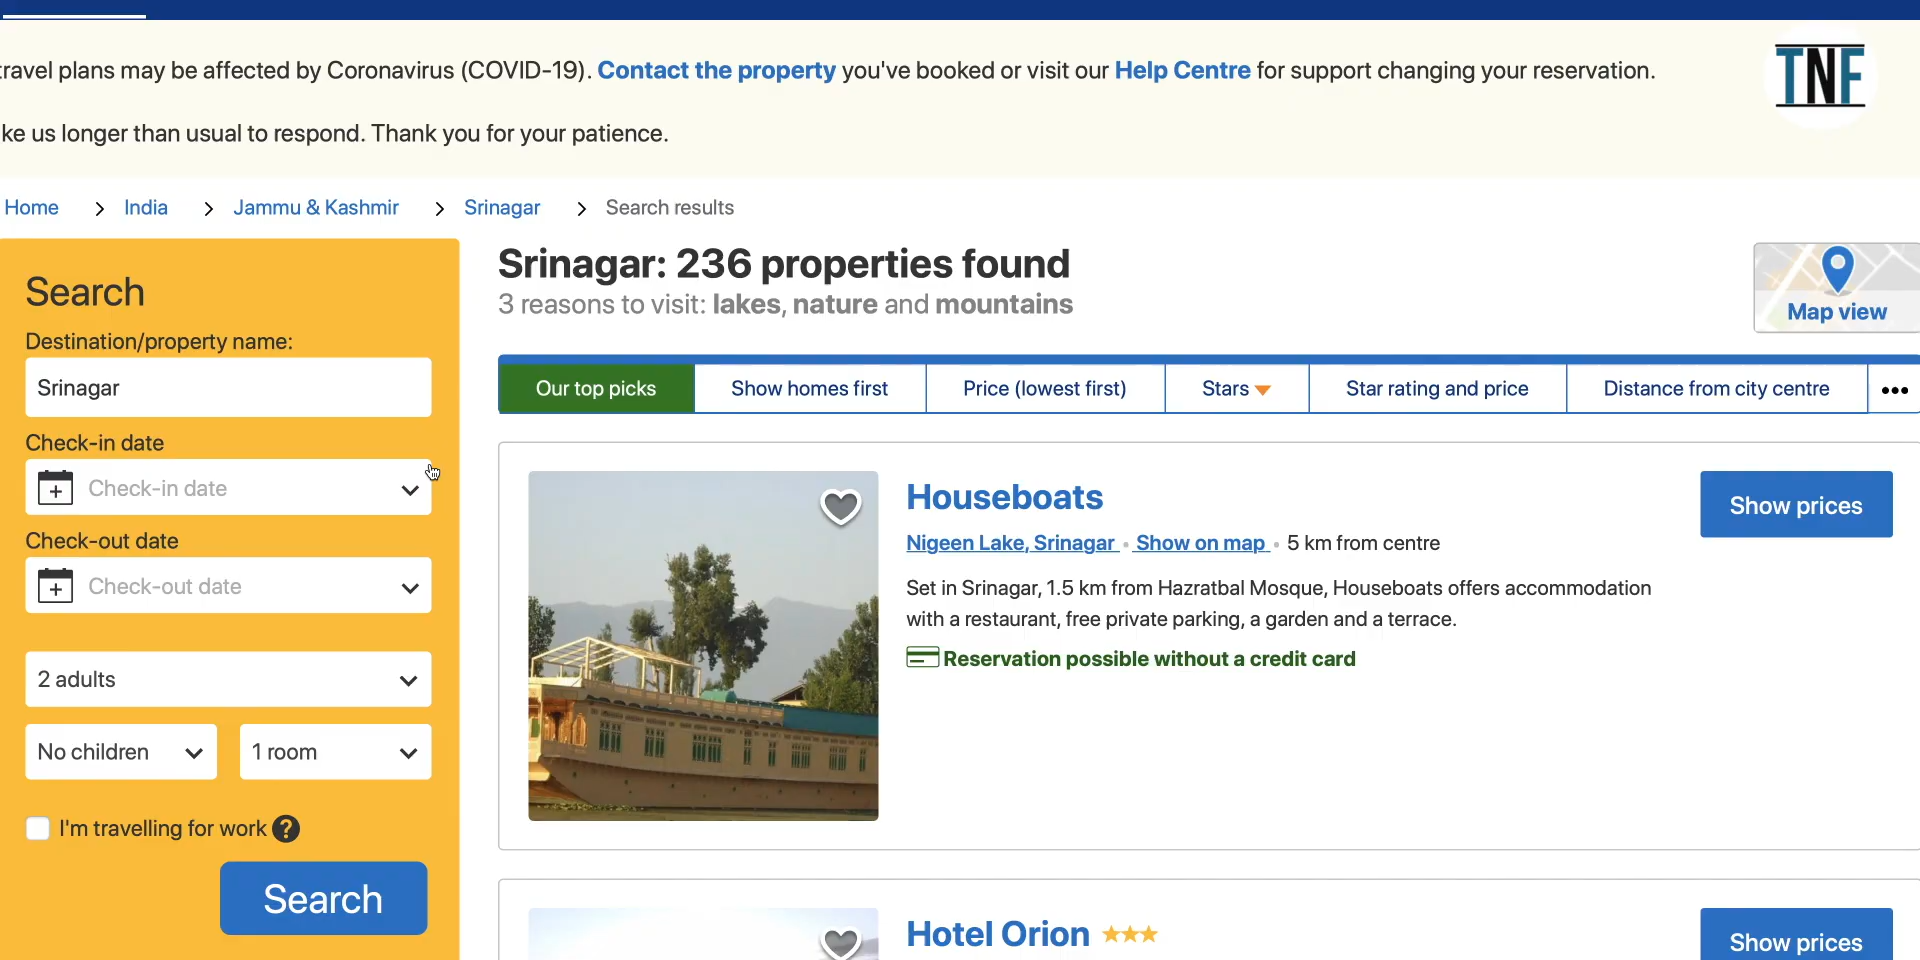 ravel plans may be affected by Coronavirus (COVID-19). Contact the property you've booked or visit our Help Centre for support changing your reservation.
TNF
ke us longer than usual to respond. Thank you for your patience.
Home > India > Jammu & Kashmir > Srinagar > Search results
Search
Destination/property name:
Srinagar
Check-in date
Check-in date
Check-out date
Check-out date
2 adults
No children
1 room
I'm travelling for work ?
Search
Srinagar: 236 properties found
3 reasons to visit: lakes, nature and mountains
Map view
Our top picks
Show homes first
Price (lowest first)
Stars
Star rating and price
Distance from city centre
•••
Houseboats
Show prices
Nigeen Lake, Srinagar • Show on map • 5 km from centre
Set in Srinagar, 1.5 km from Hazratbal Mosque, Houseboats offers accommodation
with a restaurant, free private parking, a garden and a terrace.
Reservation possible without a credit card
Hotel Orion
Show prices